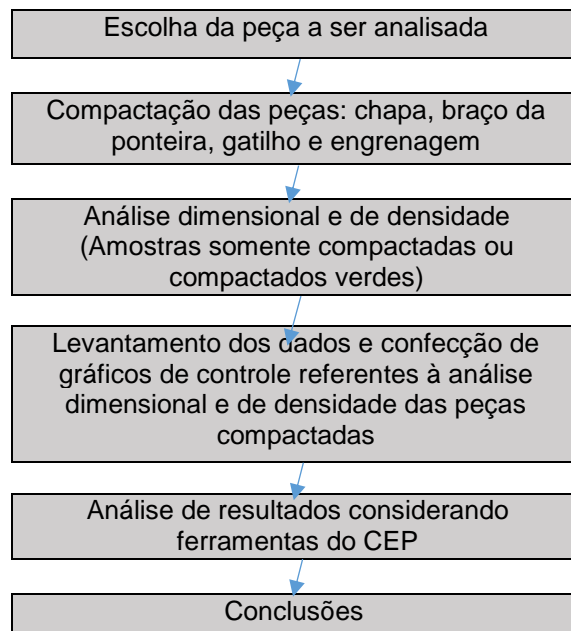 Escolha da peça a ser analisada
Compactação das peças: chapa, braço da
ponteira, gatilho e engrenagem
Análise dimensional e de densidade
(Amostras somente compactadas ou
compactados verdes)
Levantamento dos dados e confecção de
gráficos de controle referentes à análise
dimensional e de densidade das peças
compactadas
Análise de resultados considerando
ferramentas do CEP
Conclusões